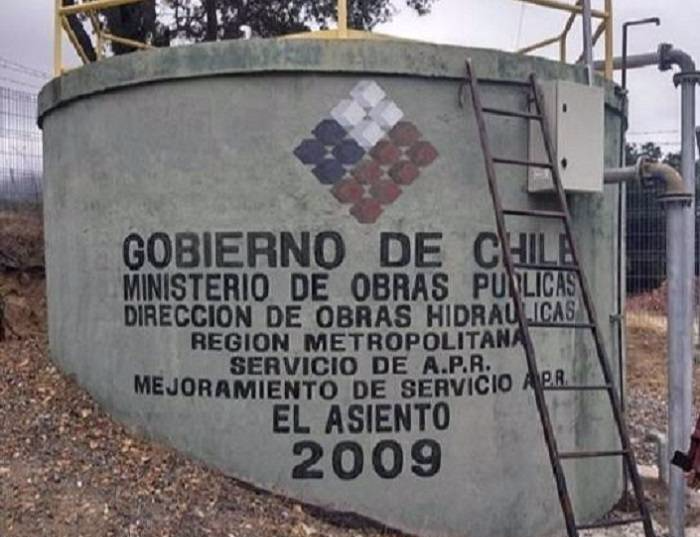 GOBIERNO DE CHILE
MINISTERIO DE OBRAS PUBLICAS
DIRECCION DE OBRAS HIDRAULICAS
REGION METROPOLITANA
SERVICIO DE A.P.R.
MEJORAMIENTO DE SERVICIO A.P.R.
EL ASIENTO
2009